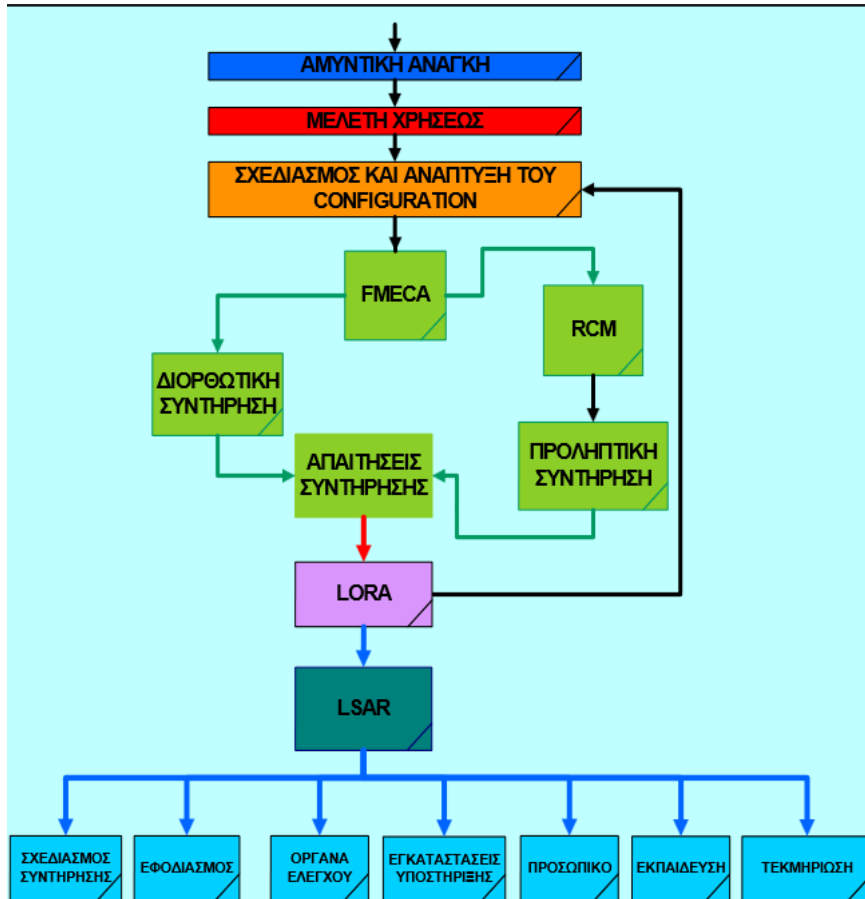 ΑΜΥΝΤΙΚΗ ΑΝΑΓΚΗ
ΜΕΛΕΤΗ ΧΡΗΣΕΩΣ
ΣΧΕΔΙΑΣΜΟΣ ΚΑΙ ΑΝΑΠΤΥΞΗ ΤΟΥ
CONFIGURATION
FMECA
RCM
ΔΙΟΡΘΩΤΙΚΗ
ΣΥΝΤΗΡΗΣΗ
ΑΠΑΙΤΗΣΕΙΣ
ΣΥΝΤΗΡΗΣΗΣ
ΠΡΟΛΗΠΤΙΚΗ
ΣΥΝΤΗΡΗΣΗ
LORA
LSAR
ΣΧΕΔΙΑΣΜΟΣ
ΣΥΝΤΗΡΗΣΗΣ
ΕΦΟΔΙΑΣΜΟΣ
ΟΡΓΑΝΑ
ΕΛΕΓΧΟΥ
ΕΓΚΑΤΑΣΤΑΣΕΙΣ
ΥΠΟΣΤΗΡΙΞΗΣ
ΠΡΟΣΩΠΙΚΟ
ΕΚΠΑΙΔΕΥΣΗ
ΤΕΚΜΗΡΙΩΣΗ